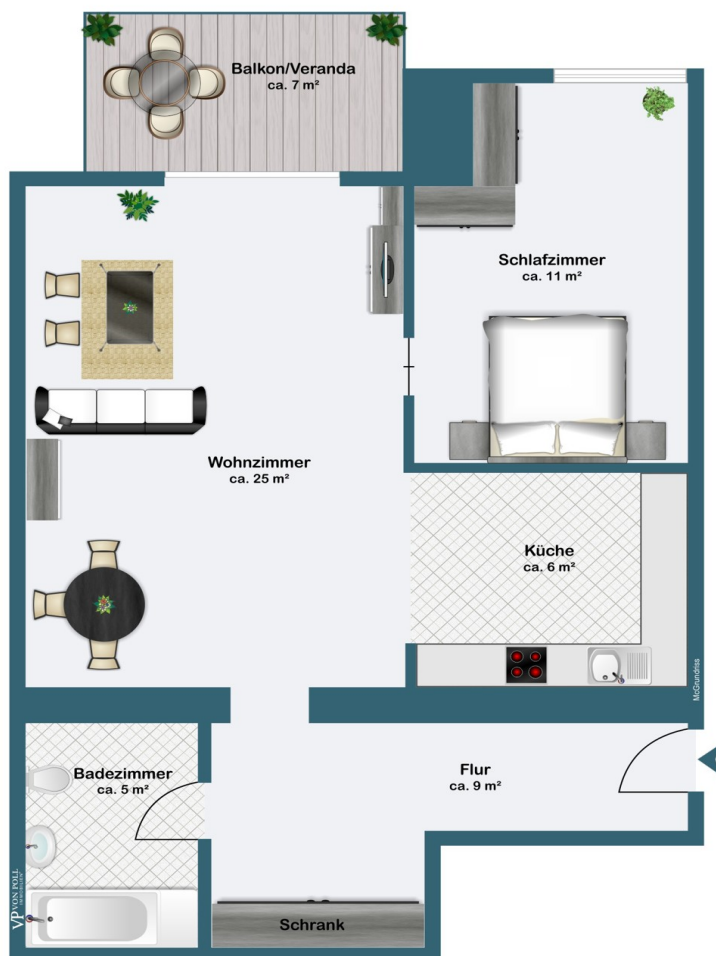 Balkon/Veranda
ca. 7 m²
Schlafzimmer
ca. 11 m²
Wohnzimmer
ca. 25 m²
Küche
ca. 6 m²
McGrundriss
Badezimmer
ca. 5 m²
Flur
ca. 9 m²
Schrank
VP VON POLL
IMMOBILIEN